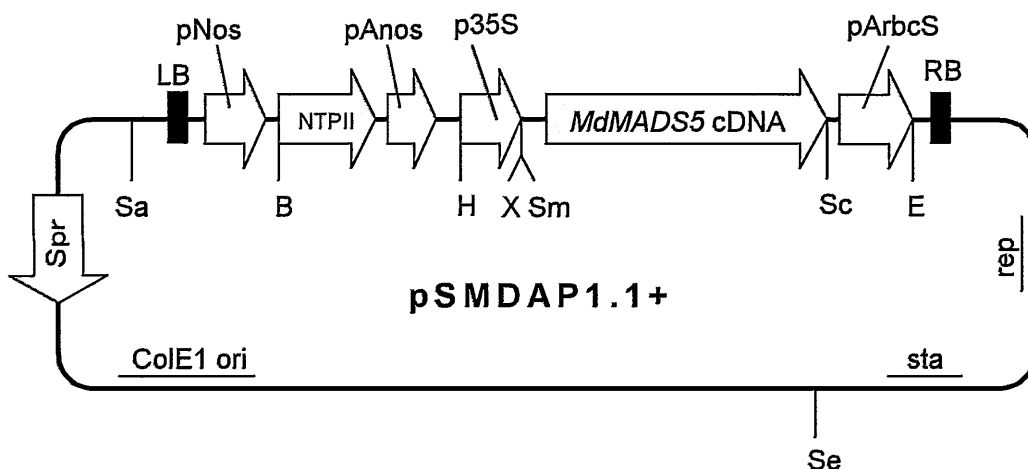 pNos
pAnos
p35S
pArbcS
LB
RB
NTPII
MdMADS5 cDNA
Sa
B
H
X Sm
Sc
E
Spr
rep
pSMDAP1.1+
ColE1 ori
sta
Se